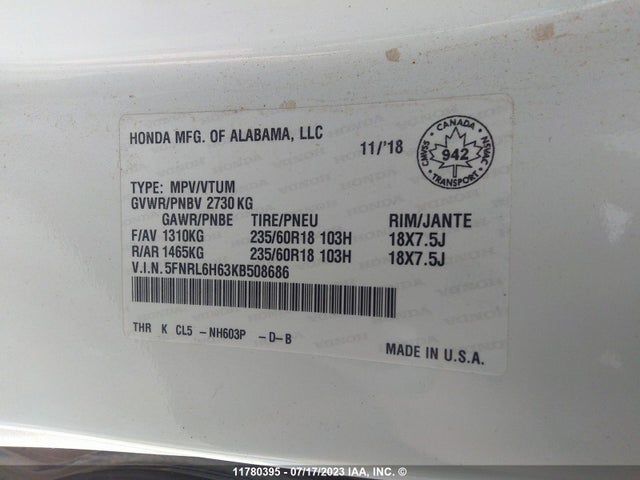 HONDA MFG. OF ALABAMA, LLC
11/'18
CANADA
CMVSS
942
NSVAC
TRANSPORT
TYPE: MPV/VTUM
GVWR/PNBV 2730 KG
GAWR/PNBE TIRE/PNEU RIM/JANTE
F/AV 1310KG 235/60R18 103H 18X7.5J
R/AR 1465KG 235/60R18 103H 18X7.5J
V.I.N. 5FNRL6H63KB508686
THR K CL5 -NH603P -D-B
MADE IN U.S.A.
11780395 - 07/17/2023 IAA, Inc. ©